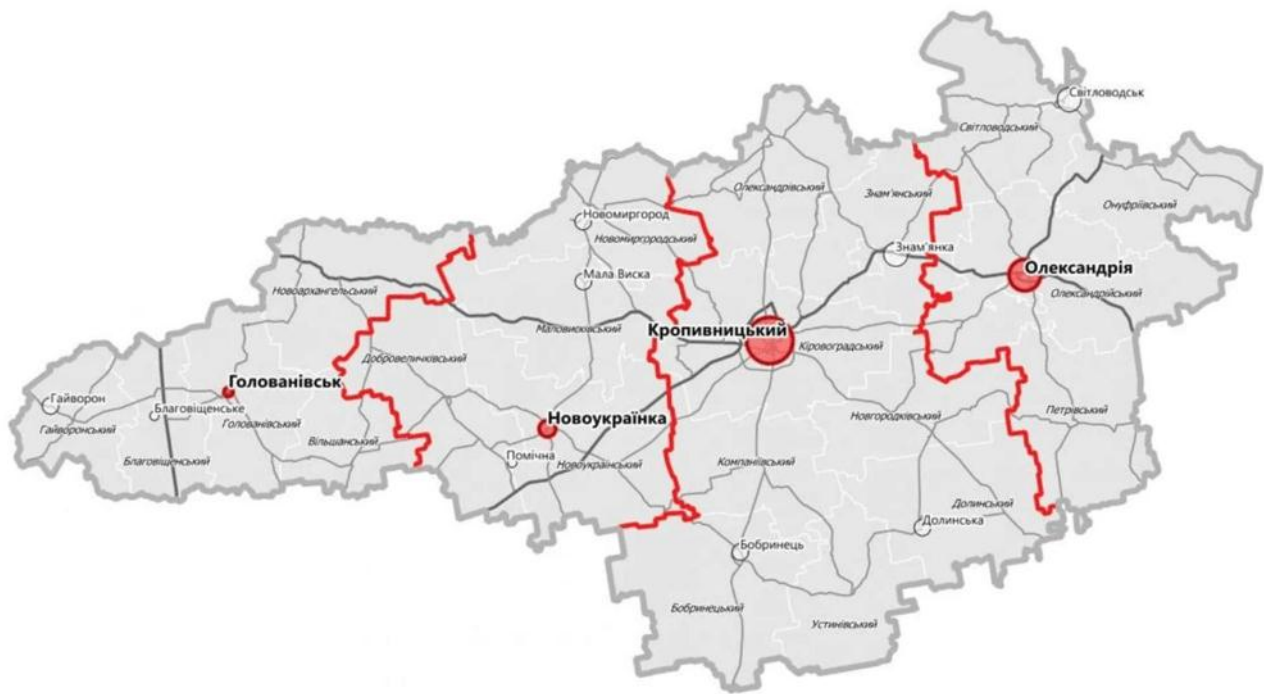 Світловодськ
Світловодський
Олександрівський
Знам'янський
Онуфріївський
Новомиргород
Новомиргородський
Знам'янка
Мала Виска
Олександрія
Новоархангельський
Олександрійський
Маловисківський
Кропивницький
Кіровоградський
Добровеличківський
Голованівськ
Гайворон
Благовіщенське
Новоукраїнка
Новгородківський
Петрівський
Гайворонський
Голованівський
Вільшанський
Помічна
Благовіщенський
Новоукраїнський
Компаніївський
Долинський
Долинська
Бобринець
Бобринецький
Устинівський